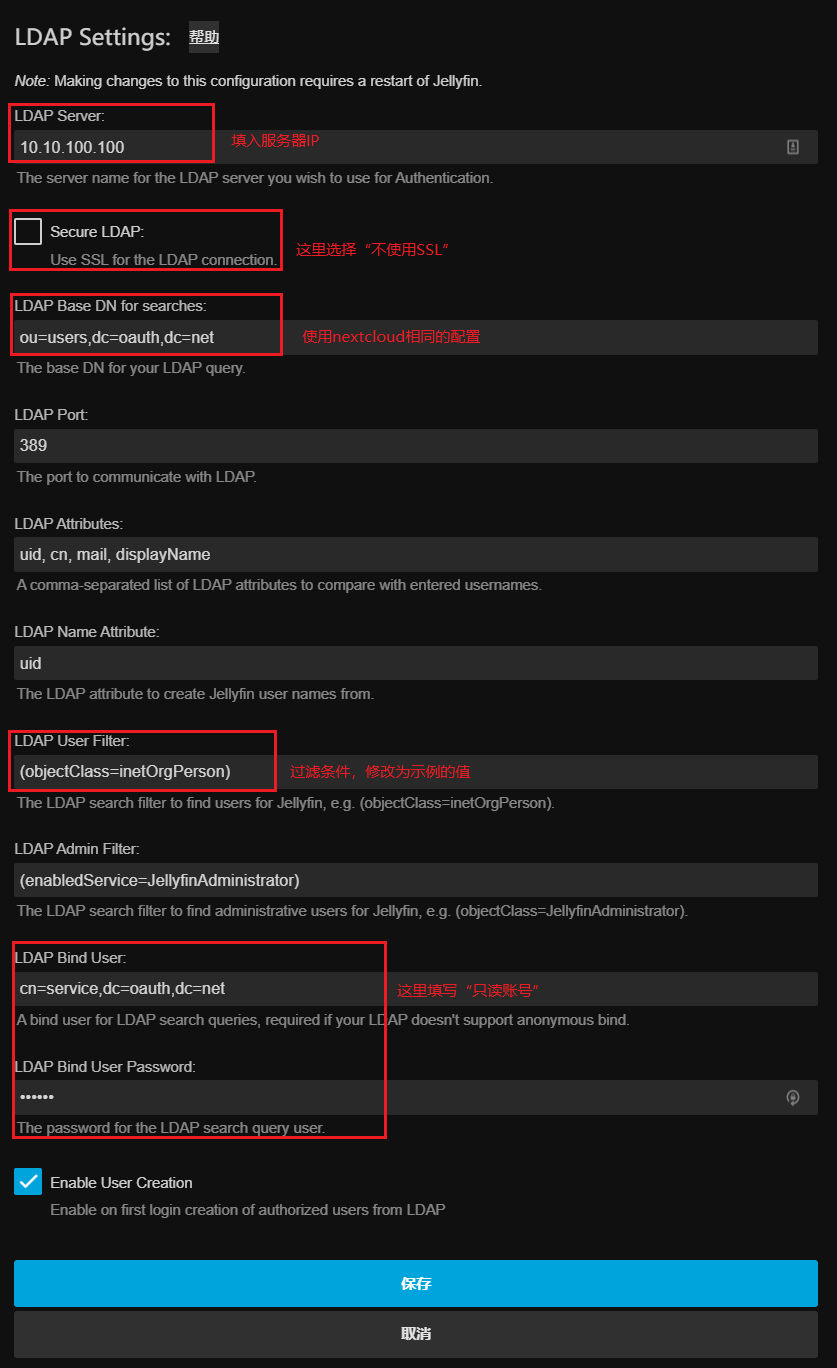 LDAP Settings: 帮助
Note: Making changes to this configuration requires a restart of Jellyfin.
LDAP Server:
10.10.100.100 填入服务器IP
The server name for the LDAP server you wish to use for Authentication.
Secure LDAP:
Use SSL for the LDAP connection. 这里选择“不使用SSL”
LDAP Base DN for searches:
ou=users,dc=oauth,dc=net 使用nextcloud相同的配置
The base DN for your LDAP query.
LDAP Port:
389
The port to communicate with LDAP.
LDAP Attributes:
uid, cn, mail, displayName
A comma-separated list of LDAP attributes to compare with entered usernames.
LDAP Name Attribute:
uid
The LDAP attribute to create Jellyfin user names from.
LDAP User Filter:
(objectClass=inetOrgPerson) 过滤条件，修改为示例的值
The LDAP search filter to find users for Jellyfin, e.g. (objectClass=inetOrgPerson).
LDAP Admin Filter:
(enabledService=JellyfinAdministrator)
The LDAP search filter to find administrative users for Jellyfin, e.g. (objectClass=JellyfinAdministrator).
LDAP Bind User:
cn=service,dc=oauth,dc=net 这里填写“只读账号”
A bind user for LDAP search queries, required if your LDAP doesn't support anonymous bind.
LDAP Bind User Password:
••••••
The password for the LDAP search query user.
Enable User Creation
Enable on first login creation of authorized users from LDAP
保存
取消